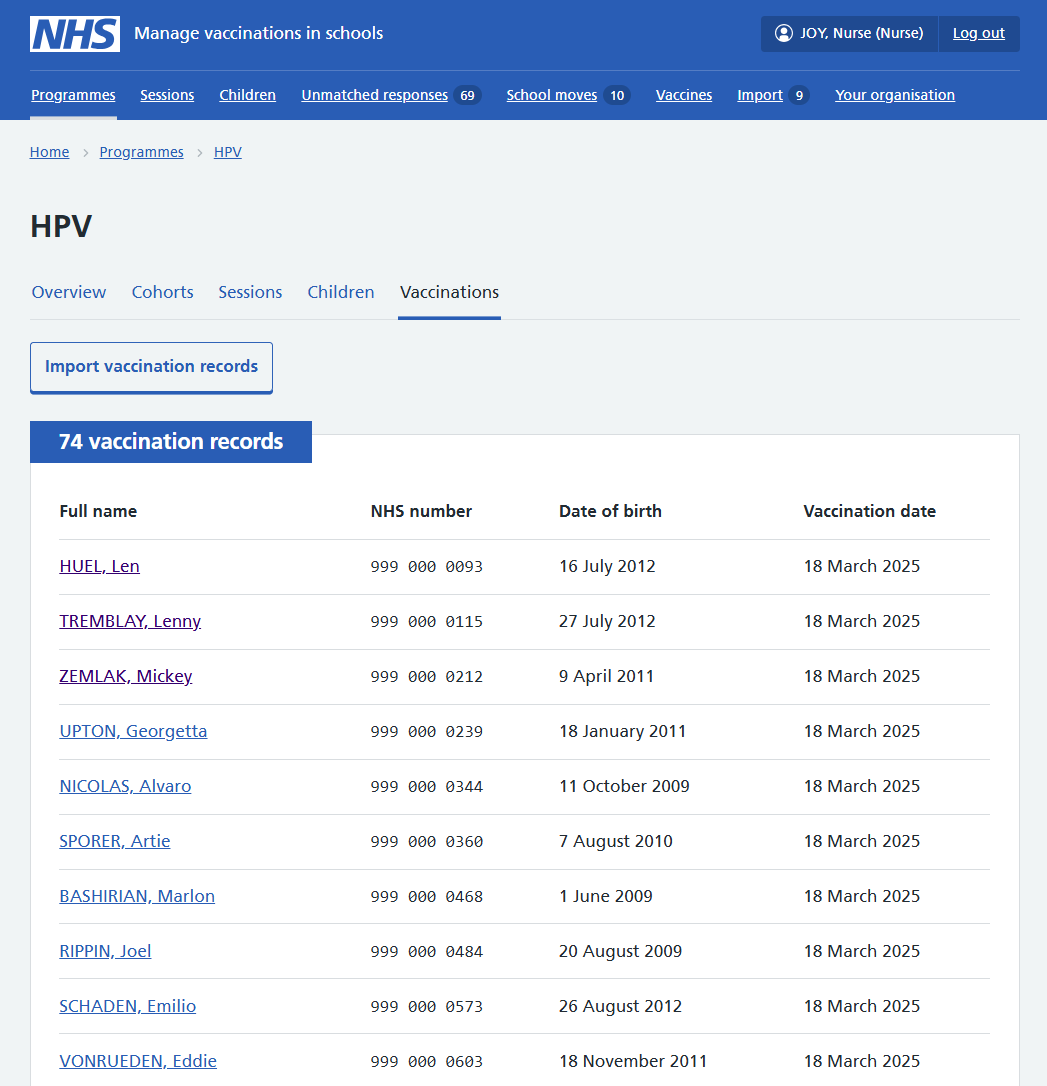 NHS Manage vaccinations in schools JOY, Nurse (Nurse) Log out
Programmes Sessions Children Unmatched responses 69 School moves 10 Vaccines Import 9 Your organisation
Home > Programmes > HPV
HPV
Overview Cohorts Sessions Children Vaccinations
Import vaccination records
74 vaccination records
Full name NHS number Date of birth Vaccination date
HUEL, Len 999 000 0093 16 July 2012 18 March 2025
TREMBLAY, Lenny 999 000 0115 27 July 2012 18 March 2025
ZEMLAK, Mickey 999 000 0212 9 April 2011 18 March 2025
UPTON, Georgetta 999 000 0239 18 January 2011 18 March 2025
NICOLAS, Alvaro 999 000 0344 11 October 2009 18 March 2025
SPORER, Artie 999 000 0360 7 August 2010 18 March 2025
BASHIRIAN, Marlon 999 000 0468 1 June 2009 18 March 2025
RIPPIN, Joel 999 000 0484 20 August 2009 18 March 2025
SCHADEN, Emilio 999 000 0573 26 August 2012 18 March 2025
VONRUEDEN, Eddie 999 000 0603 18 November 2011 18 March 2025